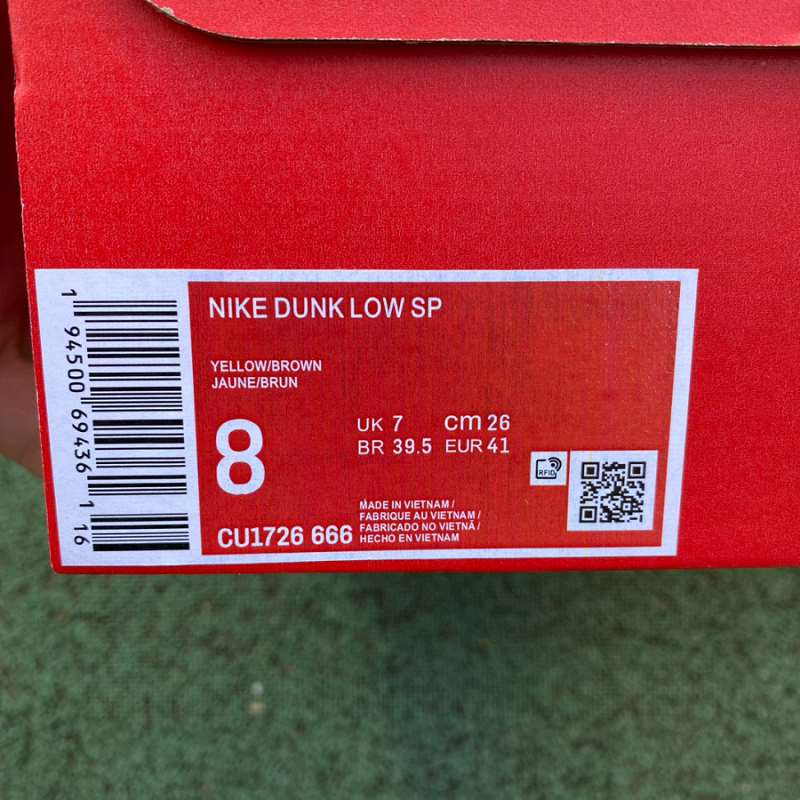 NIKE DUNK LOW SP
YELLOW/BROWN
JAUNE/BRUN
8
UK 7 cm 26
BR 39.5 EUR 41
RFID
MADE IN VIETNAM /
FABRIQUE AU VIETNAM /
FABRICADO NO VIETNÃ /
HECHO EN VIETNAM
CU1726 666
1 94500 69436 1 16